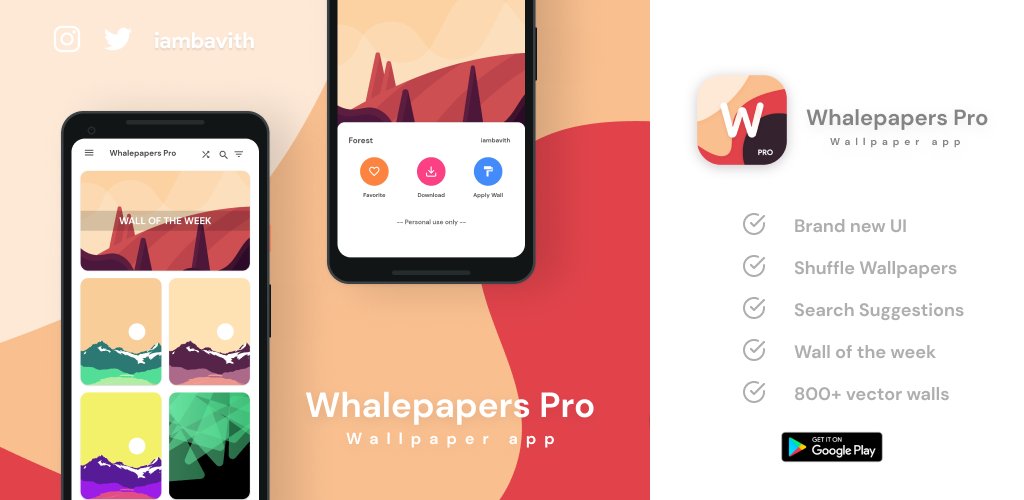 iambavith
Whalepapers Pro
WALL OF THE WEEK
Forest
iambavith
Favorite
Download
Apply Wall
-- Personal use only --
Whalepapers Pro
Wallpaper app
W
PRO
Whalepapers Pro
Wallpaper app
Brand new UI
Shuffle Wallpapers
Search Suggestions
Wall of the week
800+ vector walls
GET IT ON
Google Play